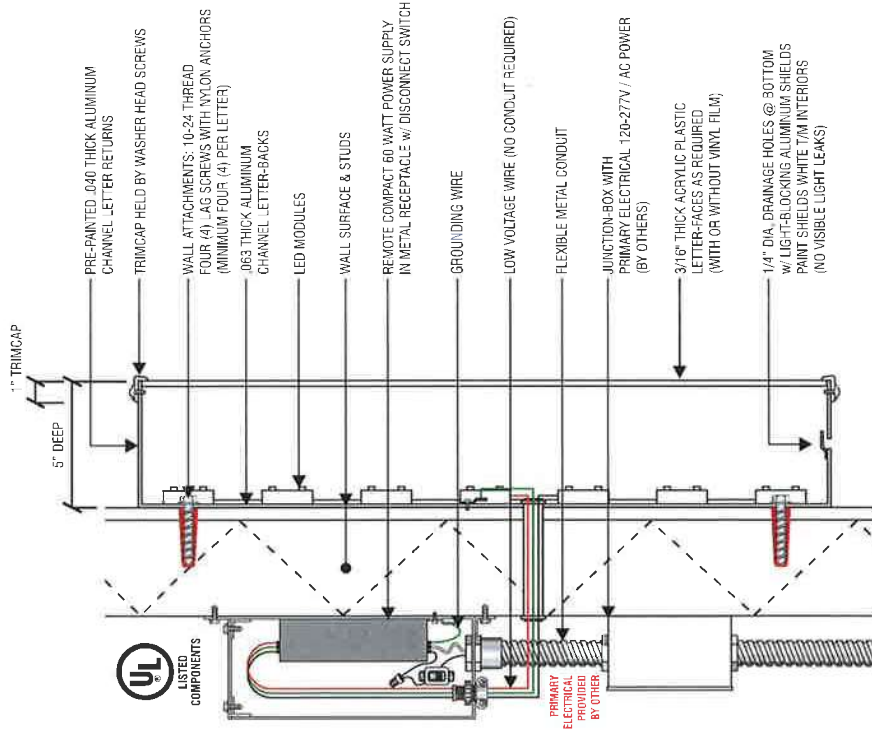 1" TRIMCAP
5" DEEP
PRE-PAINTED .040 THICK ALUMINUM
CHANNEL LETTER RETURNS
TRIMCAP HELD BY WASHER HEAD SCREWS
WALL ATTACHMENTS: 10-24 THREAD
FOUR (4) LAG SCREWS WITH NYLON ANCHORS
(MINIMUM FOUR (4) PER LETTER)
.063 THICK ALUMINUM
CHANNEL LETTER-BACKS
LED MODULES
WALL SURFACE & STUDS
REMOTE COMPACT 60 WATT POWER SUPPLY
IN METAL RECEPTACLE w/ DISCONNECT SWITCH
GROUNDING WIRE
LOW VOLTAGE WIRE (NO CONDUIT REQUIRED)
FLEXIBLE METAL CONDUIT
JUNCTION-BOX WITH
PRIMARY ELECTRICAL 120-277V / AC POWER
(BY OTHERS)
3/16" THICK ACRYLIC PLASTIC
LETTER-FACES AS REQUIRED
(WITH OR WITHOUT VINYL FILM)
1/4" DIA. DRAINAGE HOLES @ BOTTOM
w/ LIGHT-BLOCKING ALUMINUM SHIELDS
PAINT SHIELDS WHITE T/M INTERIORS
(NO VISIBLE LIGHT LEAKS)
UL ®
LISTED
COMPONENTS
PRIMARY
ELECTRICAL
PROVIDED
BY OTHER